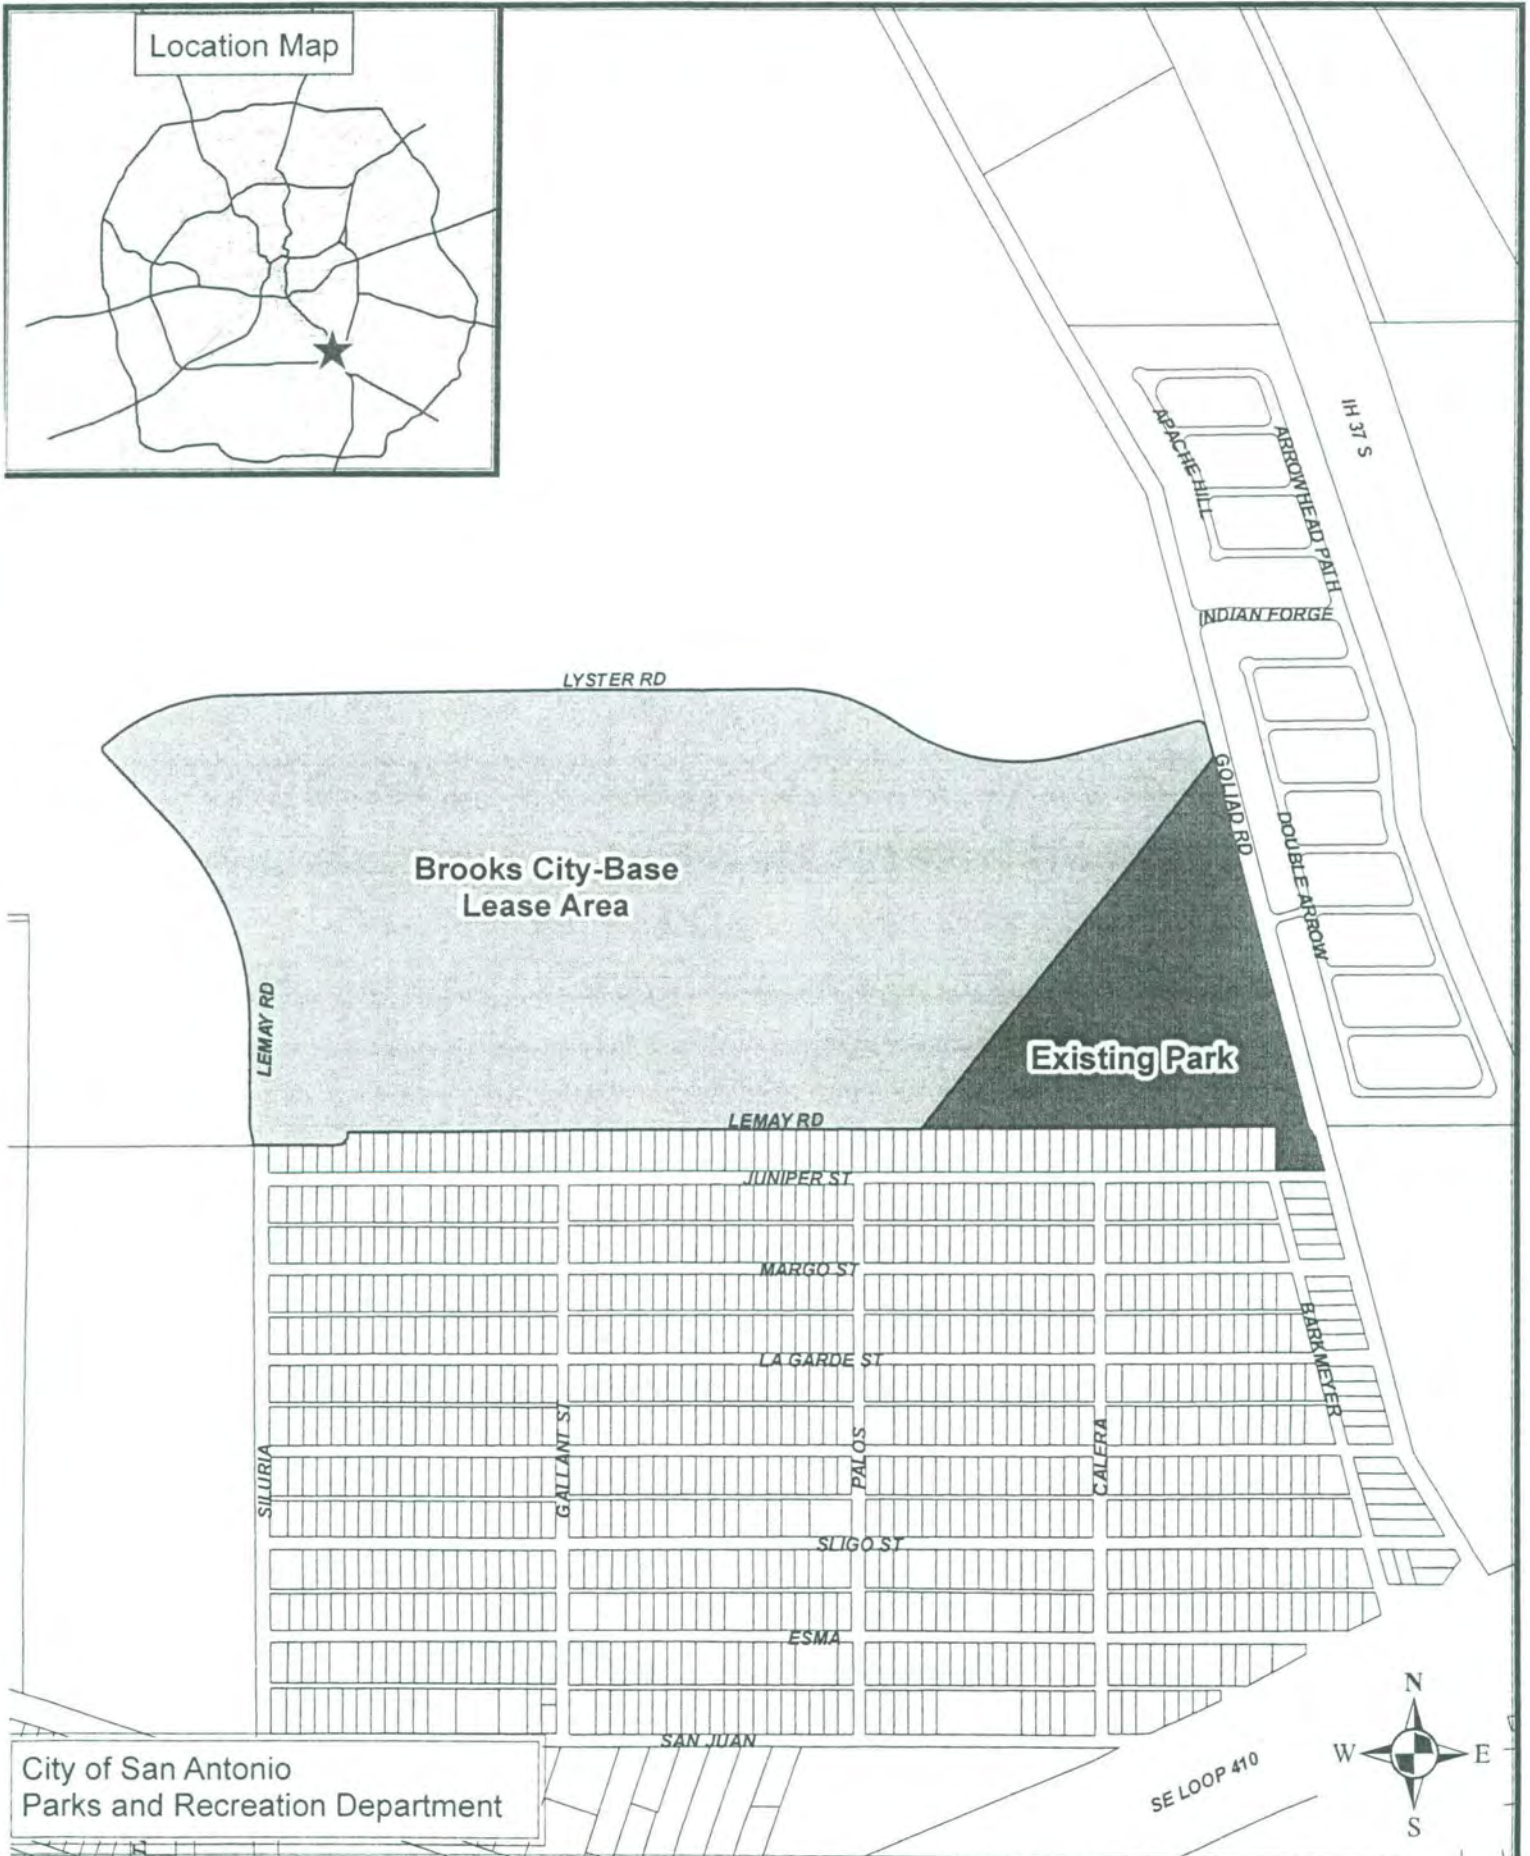 Location Map
IH 37 S
APACHE HILL
ARROWHEAD PATH
INDIAN FORGE
LYSTER RD
GOLIAD RD
DOUBLE ARROW
Brooks City-Base
Lease Area
LEMAY RD
Existing Park
LEMAY RD
JUNIPER ST
MARGO ST
BARKMEYER
LA GARDE ST
SILURIA
GALLANT ST
PALOS
CALERA
SLIGO ST
ESMA
SAN JUAN
SE LOOP 410
N
W
E
S
City of San Antonio
Parks and Recreation Department